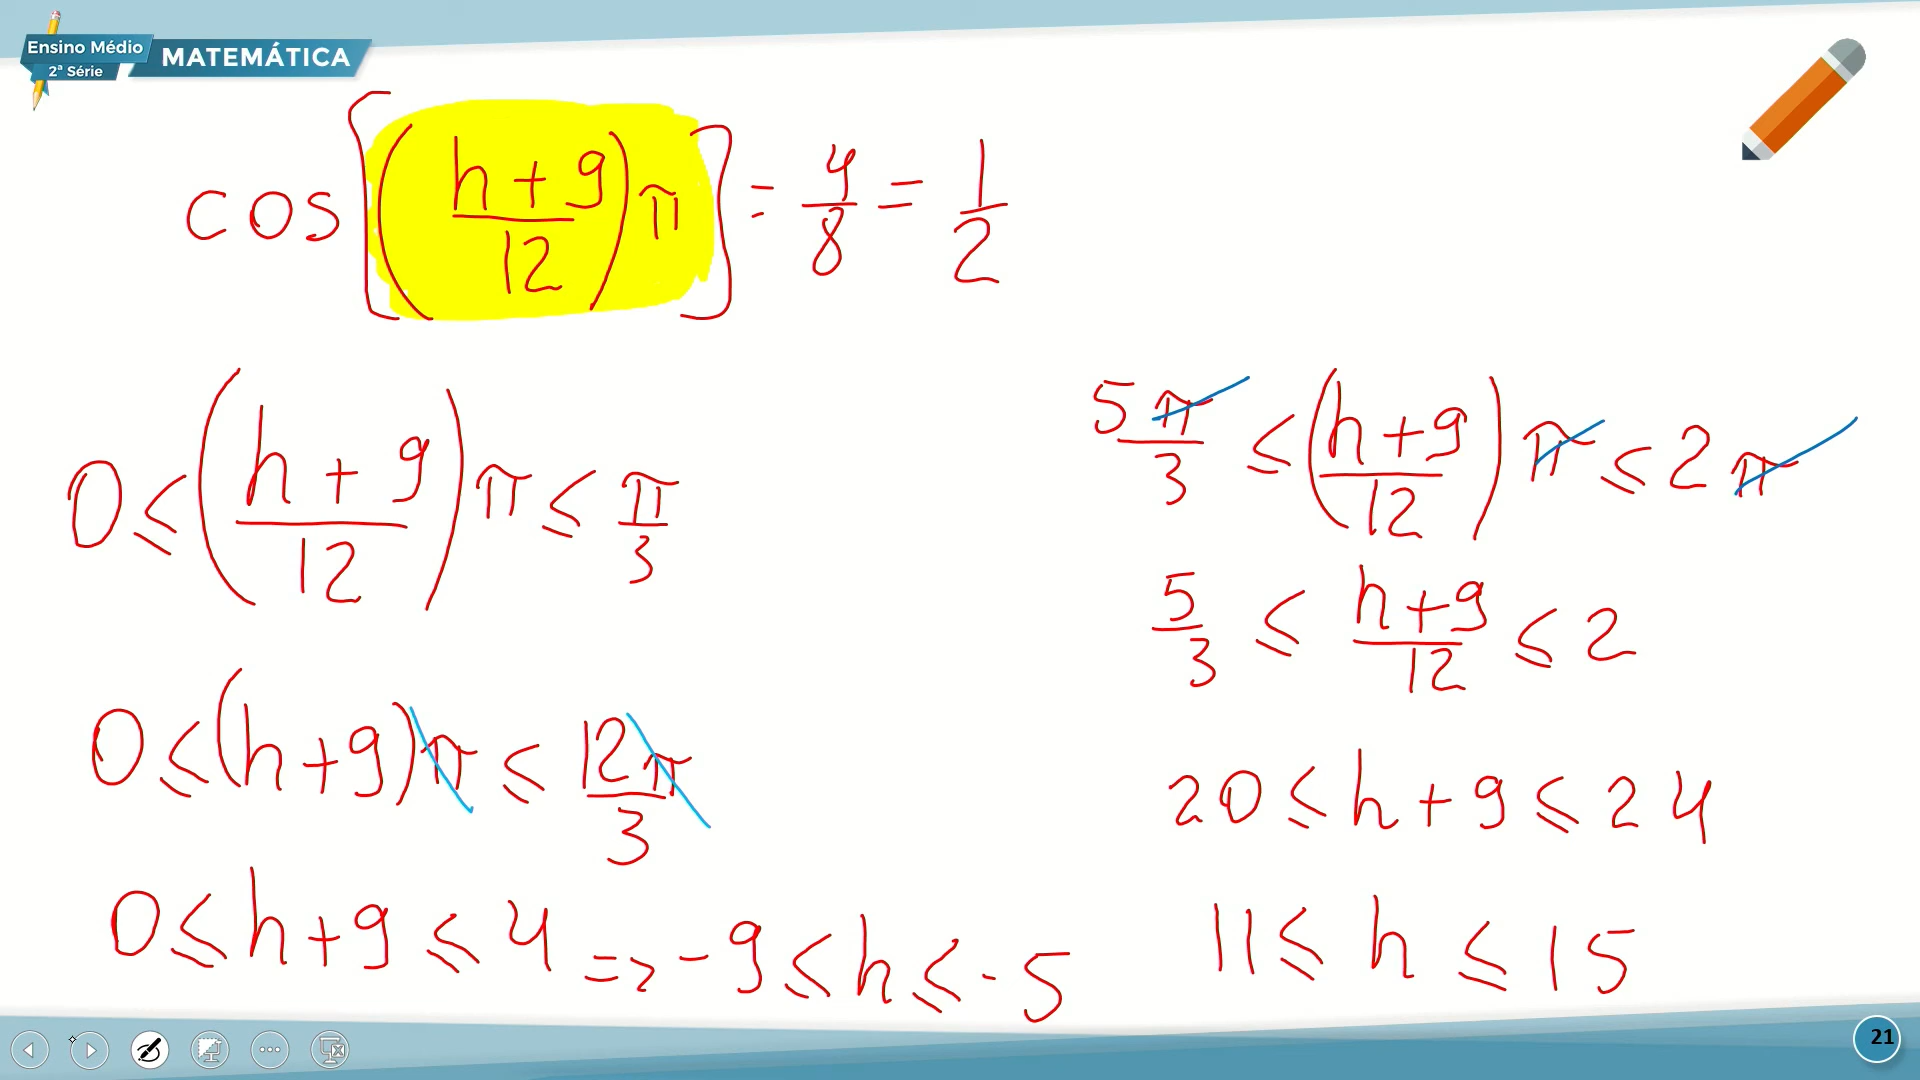 Ensino Médio
2ª Série
MATEMÁTICA
cos[((h+9)/12)π] = 4/8 = 1/2
0 ≤ ((h+9)/12)π ≤ π/3
0 ≤ (h+9)π ≤ 12π/3
0 ≤ h+9 ≤ 4 => -9 ≤ h ≤ -5
5π/3 ≤ ((h+9)/12)π ≤ 2π
5/3 ≤ (h+9)/12 ≤ 2
20 ≤ h+9 ≤ 24
11 ≤ h ≤ 15
21